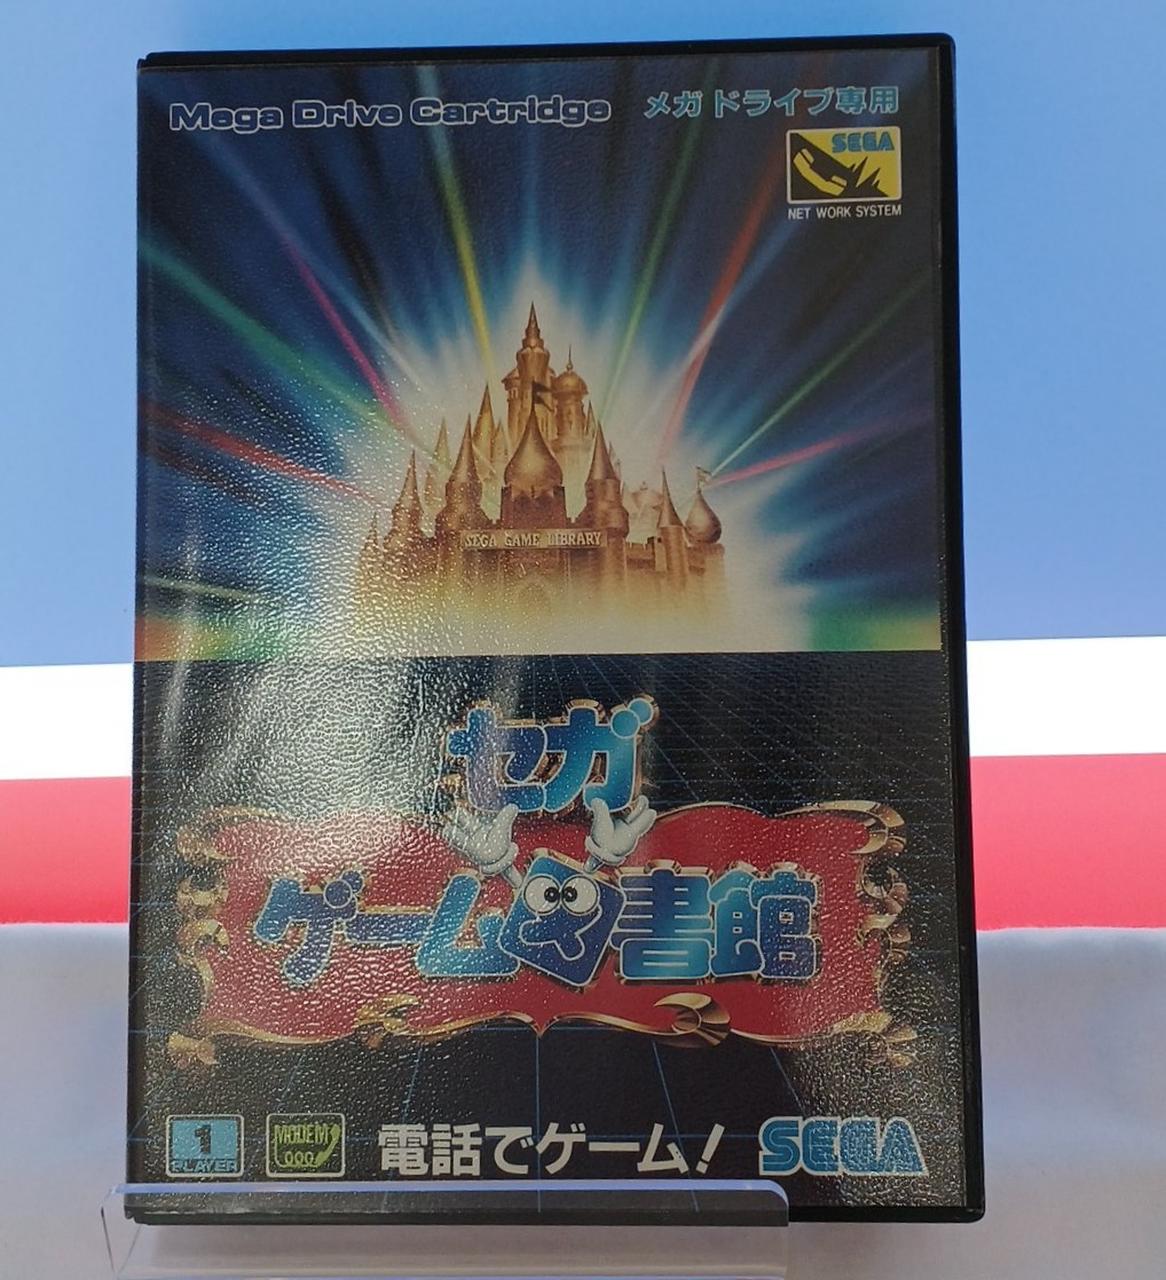 Mega Drive Cartridge メガドライブ専用
SEGA
NET WORK SYSTEM
SEGA GAME LIBRARY
セガ
ゲーム図書館
1
PLAYER
MODEM
000
電話でゲーム!
SEGA